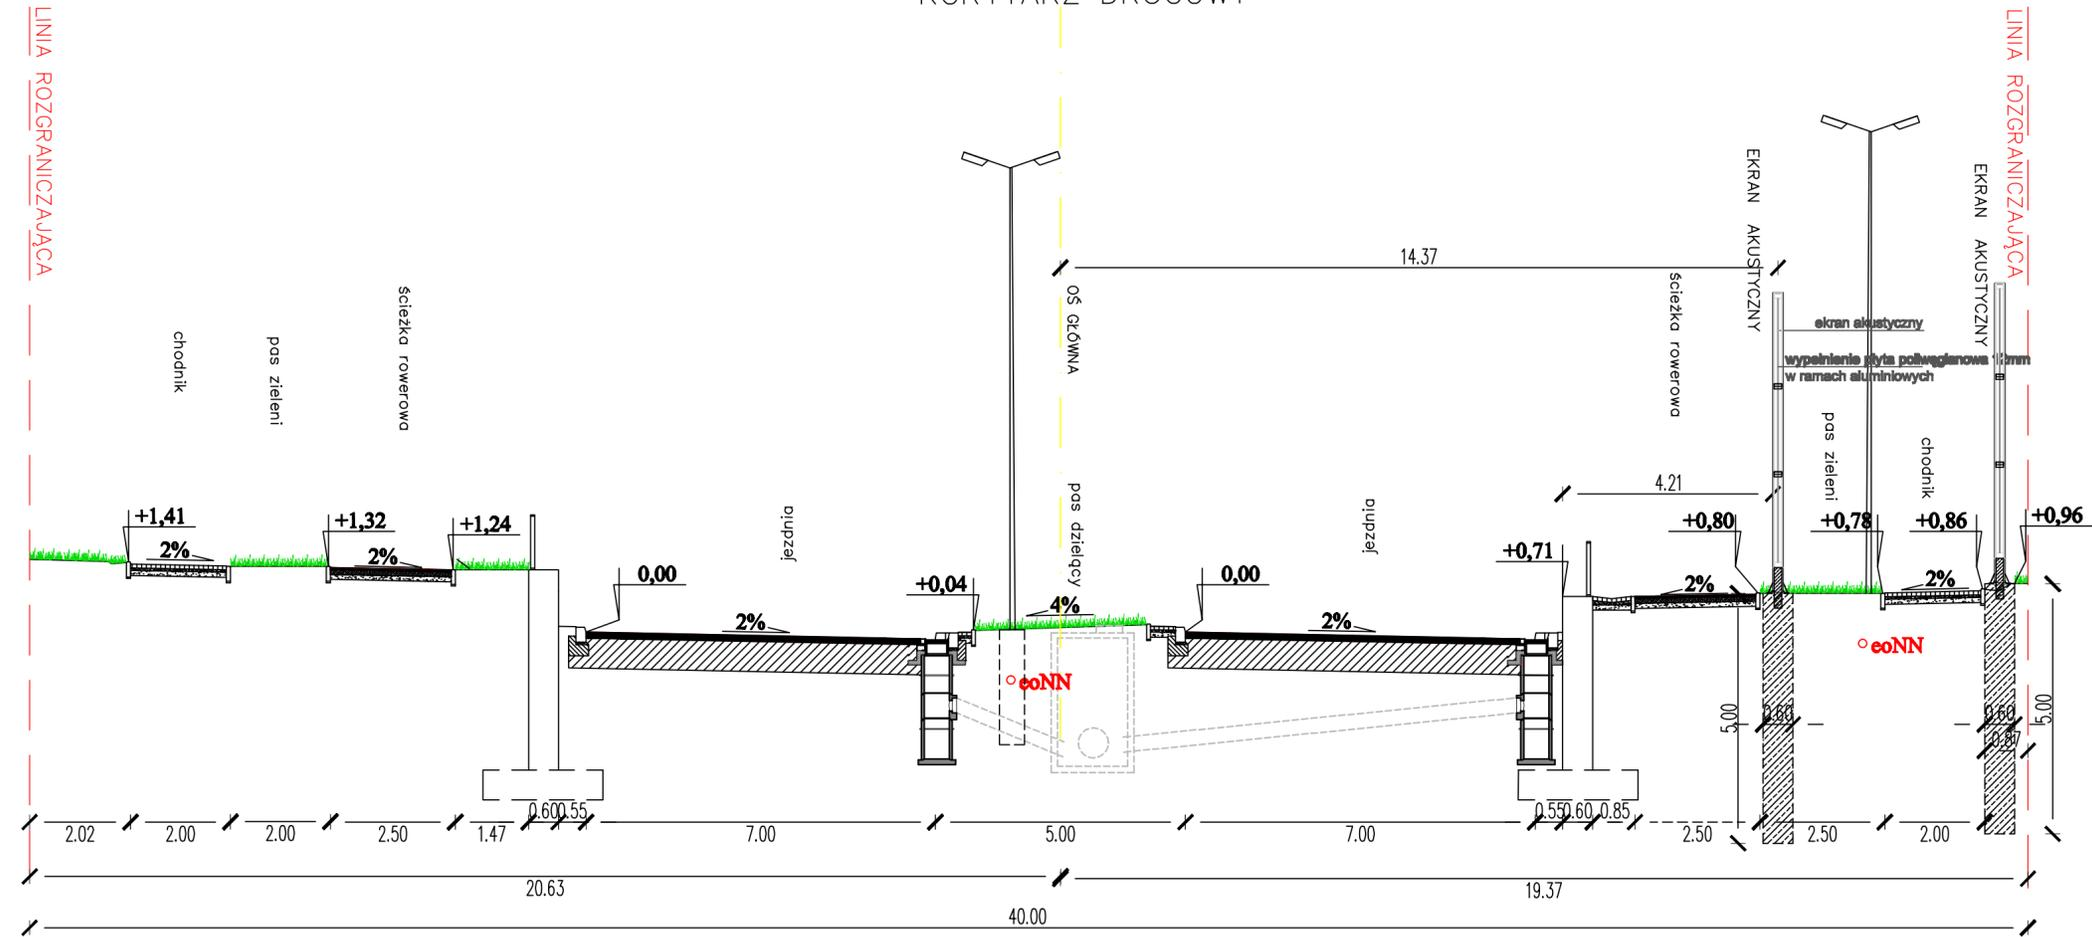 LINIA ROZGRANICZAJĄCA
LINIA ROZGRANICZAJĄCA
EKRAN AKUSTYCZNY
EKRAN AKUSTYCZNY
14.37
OŚ GŁÓWNA
ścieżka rowerowa
ścieżka rowerowa
chodnik
pas zieleni
ekran akustyczny
wypełnienie płyta poliwęglanowa 12mm
w ramach aluminiowych
pas zieleni
chodnik
4.21
pas dzielący
jezdnia
jezdnia
+1,41
+1,32
+1,24
+0,80
+0,78
+0,86
+0,96
+0,71
2%
2%
0,00
+0,04
0,00
2%
2%
4%
2%
2%
eoNN
eoNN
5.00
0.60
0.60
0.87
5.00
2.02
2.00
2.00
2.50
1.47
0.60
0.55
7.00
5.00
7.00
0.55
0.60
0.85
2.50
2.50
2.00
20.63
19.37
40.00